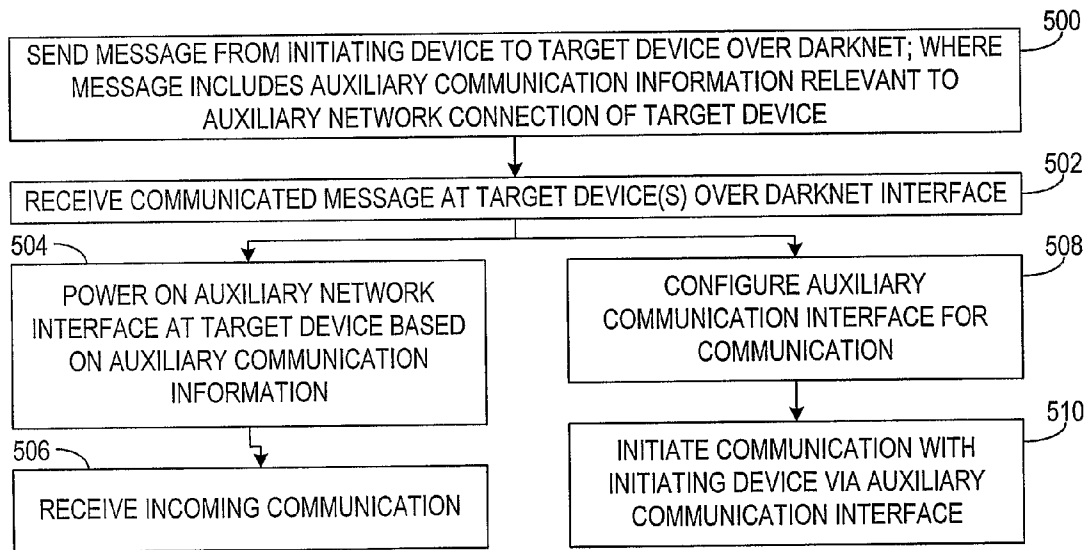 500
SEND MESSAGE FROM INITIATING DEVICE TO TARGET DEVICE OVER DARKNET; WHERE
MESSAGE INCLUDES AUXILIARY COMMUNICATION INFORMATION RELEVANT TO
AUXILIARY NETWORK CONNECTION OF TARGET DEVICE
502
RECEIVE COMMUNICATED MESSAGE AT TARGET DEVICE(S) OVER DARKNET INTERFACE
504
POWER ON AUXILIARY NETWORK
INTERFACE AT TARGET DEVICE BASED
ON AUXILIARY COMMUNICATION
INFORMATION
506
RECEIVE INCOMING COMMUNICATION
508
CONFIGURE AUXILIARY
COMMUNICATION INTERFACE FOR
COMMUNICATION
510
INITIATE COMMUNICATION WITH
INITIATING DEVICE VIA AUXILIARY
COMMUNICATION INTERFACE